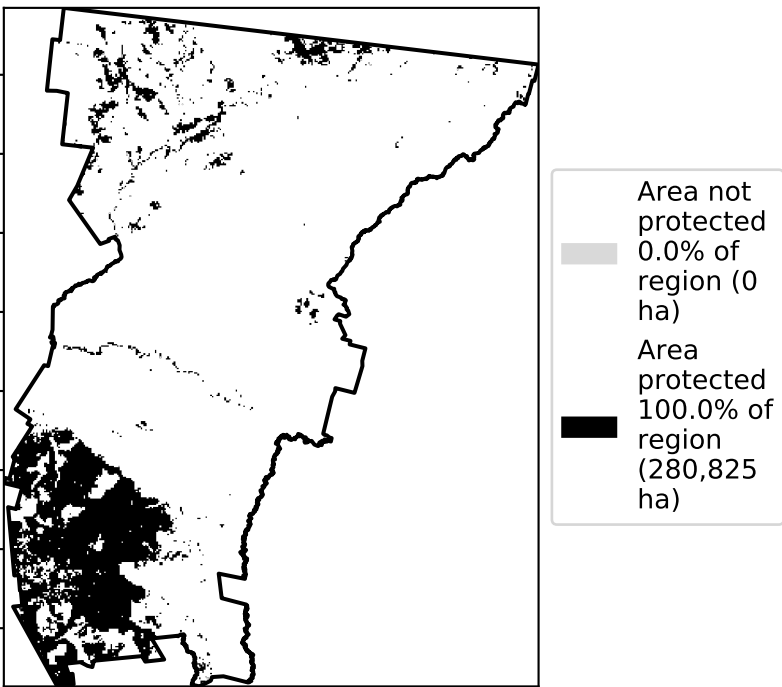 Area not
protected
0.0% of
region (0
ha)
Area
protected
100.0% of
region
(280,825
ha)